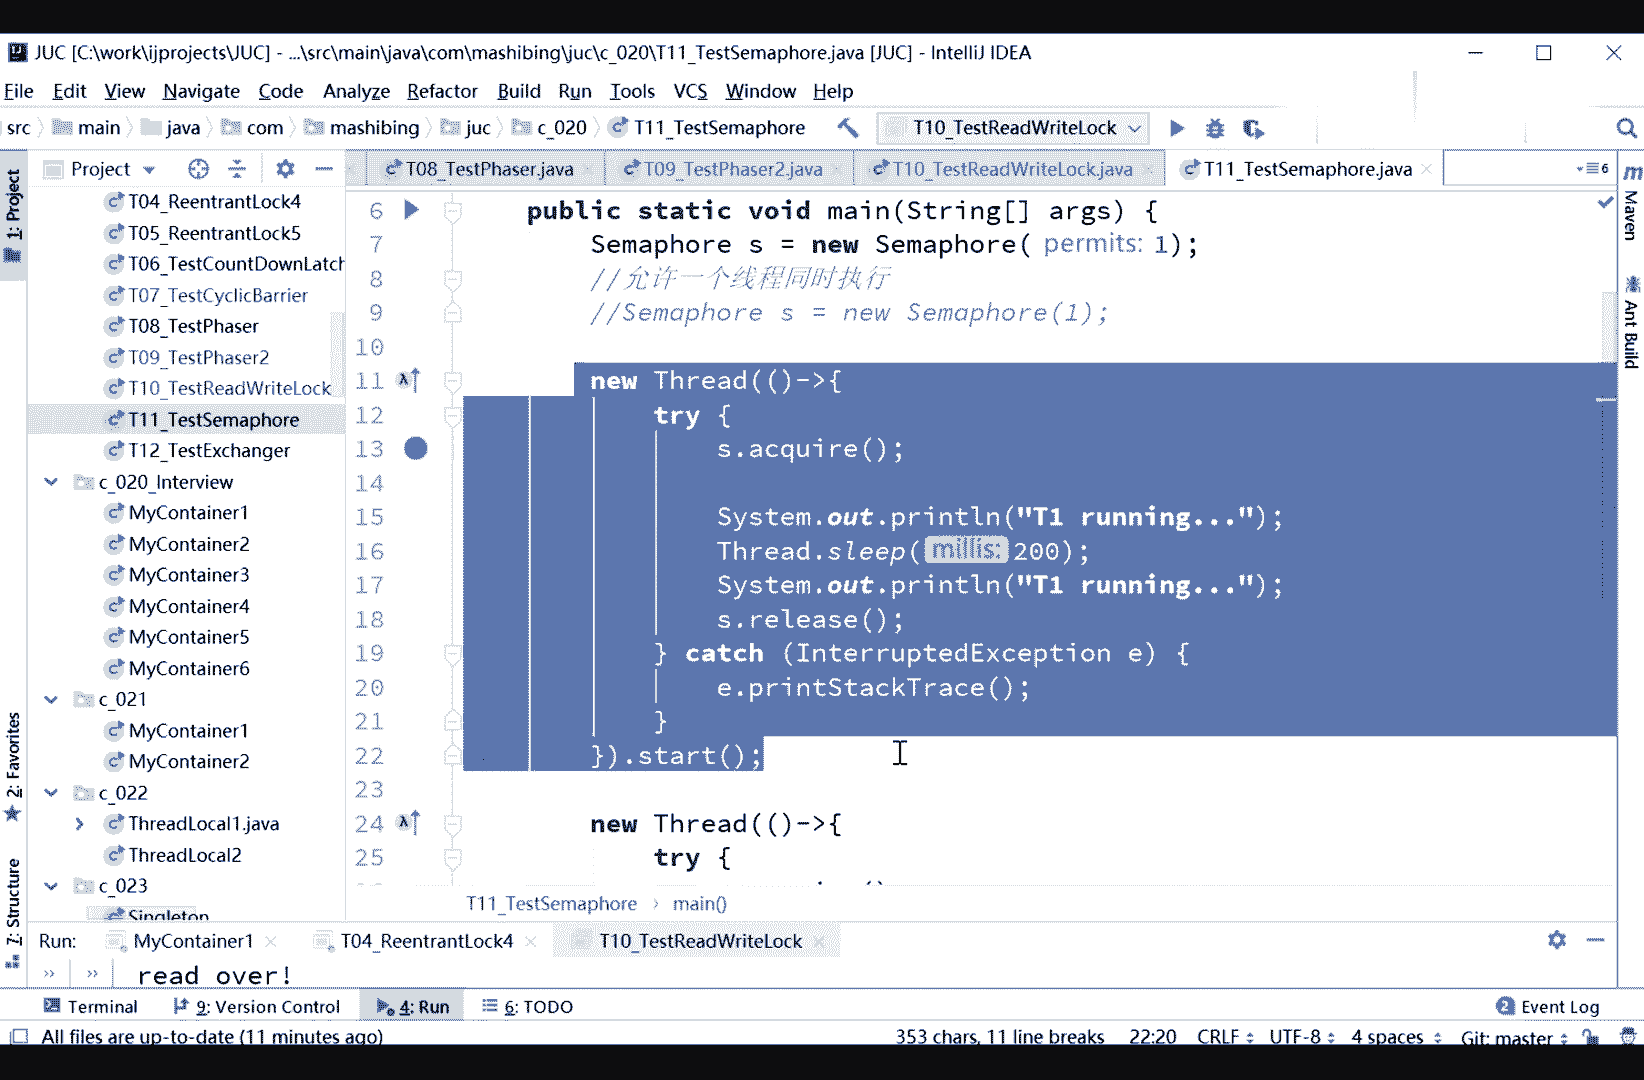 JUC [C:\work\ijprojects\JUC] - ...\src\main\java\com\mashibing\juc\c_020\T11_TestSemaphore.java [JUC] - IntelliJ IDEA
File Edit View Navigate Code Analyze Refactor Build Run Tools VCS Window Help
src main java com mashibing juc c_020 T11_TestSemaphore T10_TestReadWriteLock
Project T08_TestPhaser.java T09_TestPhaser2.java T10_TestReadWriteLock.java T11_TestSemaphore.java 6
1: Project
2: Favorites
7: Structure
T04_ReentrantLock4
T05_ReentrantLock5
T06_TestCountDownLatch
T07_TestCyclicBarrier
T08_TestPhaser
T09_TestPhaser2
T10_TestReadWriteLock
T11_TestSemaphore
T12_TestExchanger
c_020_Interview
MyContainer1
MyContainer2
MyContainer3
MyContainer4
MyContainer5
MyContainer6
c_021
MyContainer1
MyContainer2
c_022
ThreadLocal1.java
ThreadLocal2
c_023
Singleton
6 public static void main(String[] args) {
7 Semaphore s = new Semaphore( permits: 1);
8 //允许一个线程同时执行
9 //Semaphore s = new Semaphore(1);
10
11 new Thread(()->{
12 try {
13 s.acquire();
14
15 System.out.println("T1 running...");
16 Thread.sleep( millis: 200);
17 System.out.println("T1 running...");
18 s.release();
19 } catch (InterruptedException e) {
20 e.printStackTrace();
21 }
22 }).start();
23
24 new Thread(()->{
25 try {
T11_TestSemaphore › main()
m Maven
Ant Build
Run: MyContainer1 T04_ReentrantLock4 T10_TestReadWriteLock
read over!
Terminal 9: Version Control 4: Run 6: TODO 2 Event Log
All files are up-to-date (11 minutes ago) 353 chars, 11 line breaks 22:20 CRLF UTF-8 4 spaces Git: master